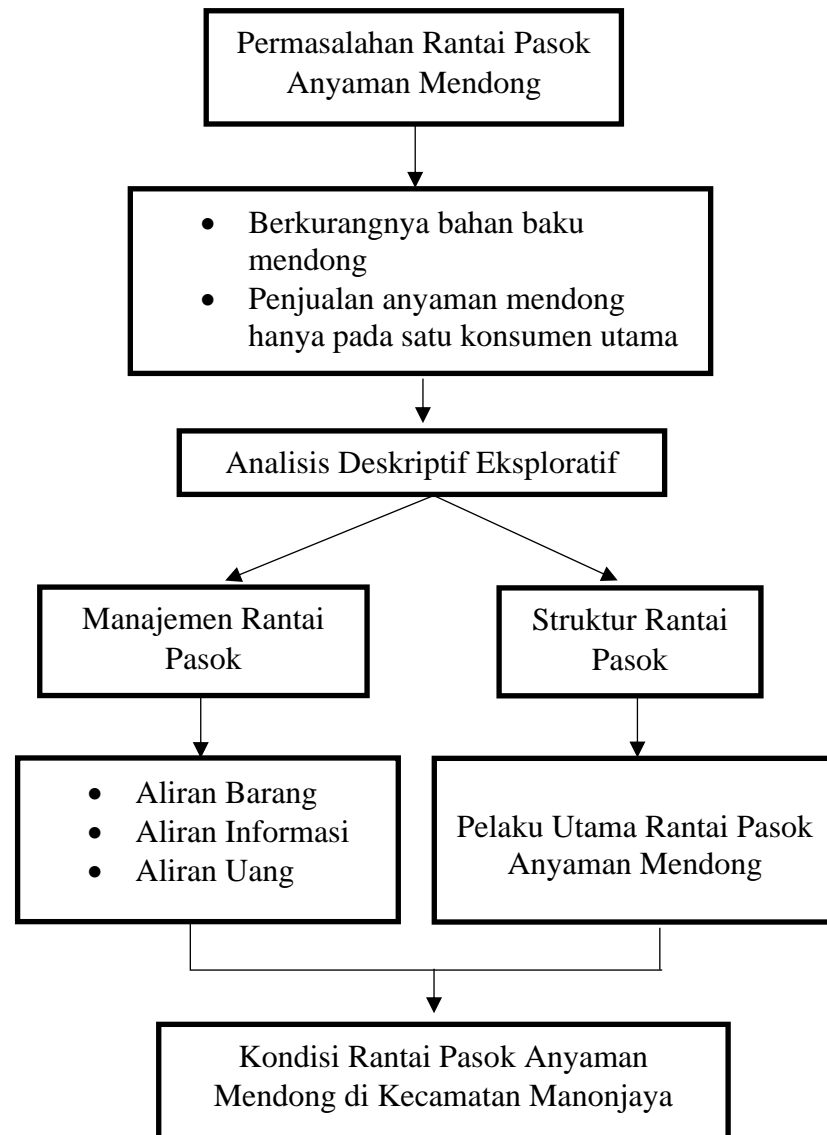 Permasalahan Rantai Pasok
Anyaman Mendong
• Berkurangnya bahan baku
mendong
• Penjualan anyaman mendong
hanya pada satu konsumen utama
Analisis Deskriptif Eksploratif
Manajemen Rantai
Pasok
Struktur Rantai
Pasok
• Aliran Barang
• Aliran Informasi
• Aliran Uang
Pelaku Utama Rantai Pasok
Anyaman Mendong
Kondisi Rantai Pasok Anyaman
Mendong di Kecamatan Manonjaya